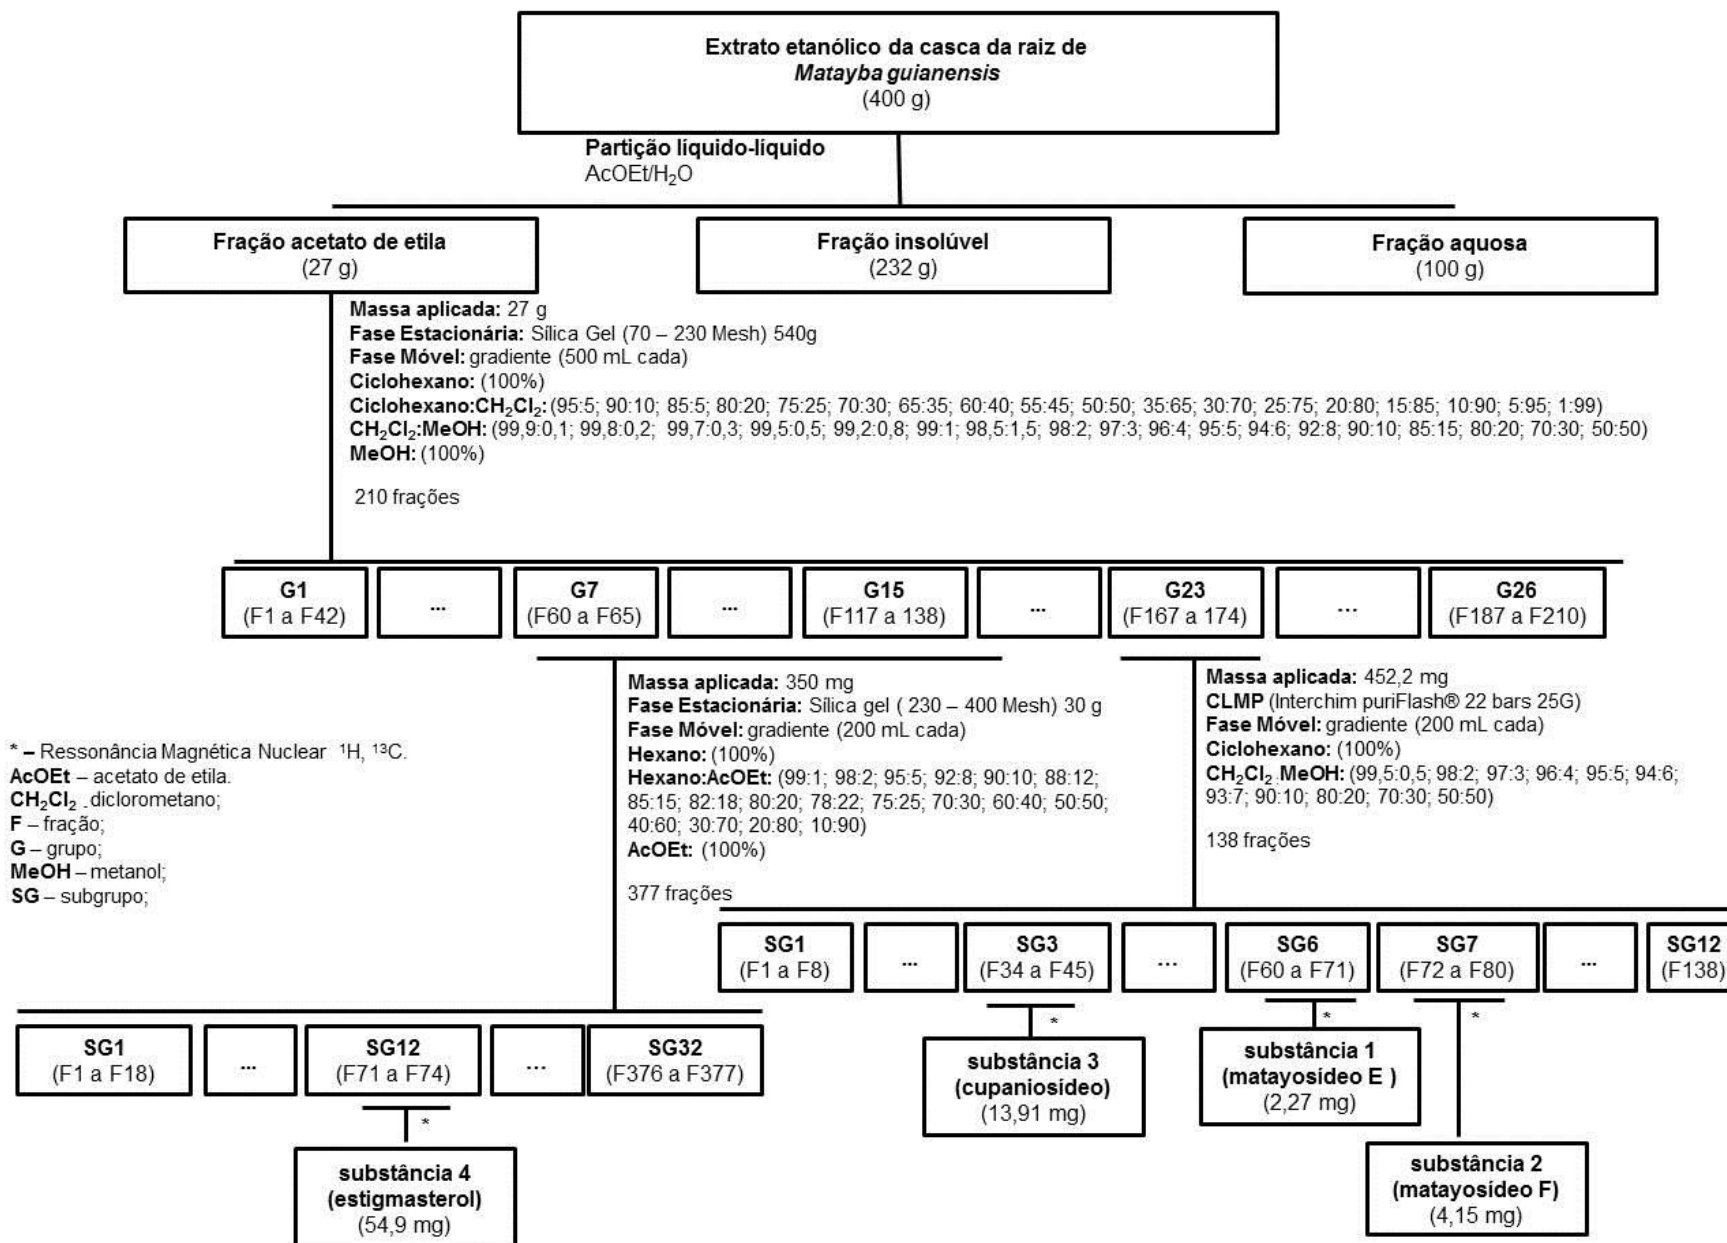 Extrato etanólico da casca da raiz de
Matayba guianensis
(400 g)
Partição líquido-líquido
AcOEt/H₂O
Fração acetato de etila
(27 g)
Fração insolúvel
(232 g)
Fração aquosa
(100 g)
Massa aplicada: 27 g
Fase Estacionária: Sílica Gel (70 – 230 Mesh) 540g
Fase Móvel: gradiente (500 mL cada)
Ciclohexano: (100%)
Ciclohexano:CH₂Cl₂: (95:5; 90:10; 85:5; 80:20; 75:25; 70:30; 65:35; 60:40; 55:45; 50:50; 35:65; 30:70; 25:75; 20:80; 15:85; 10:90; 5:95; 1:99)
CH₂Cl₂:MeOH: (99,9:0,1; 99,8:0,2; 99,7:0,3; 99,5:0,5; 99,2:0,8; 99:1; 98,5:1,5; 98:2; 97:3; 96:4; 95:5; 94:6; 92:8; 90:10; 85:15; 80:20; 70:30; 50:50)
MeOH: (100%)
210 frações
G1
(F1 a F42)
...
G7
(F60 a F65)
...
G15
(F117 a 138)
...
G23
(F167 a 174)
...
G26
(F187 a F210)
Massa aplicada: 350 mg
Fase Estacionária: Sílica gel ( 230 – 400 Mesh) 30 g
Fase Móvel: gradiente (200 mL cada)
Hexano: (100%)
Hexano:AcOEt: (99:1; 98:2; 95:5; 92:8; 90:10; 88:12;
85:15; 82:18; 80:20; 78:22; 75:25; 70:30; 60:40; 50:50;
40:60; 30:70; 20:80; 10:90)
AcOEt: (100%)
377 frações
Massa aplicada: 452,2 mg
CLMP (Interchim puriFlash® 22 bars 25G)
Fase Móvel: gradiente (200 mL cada)
Ciclohexano: (100%)
CH₂Cl₂:MeOH: (99,5:0,5; 98:2; 97:3; 96:4; 95:5; 94:6;
93:7; 90:10; 80:20; 70:30; 50:50)
138 frações
* – Ressonância Magnética Nuclear ¹H, ¹³C.
AcOEt – acetato de etila.
CH₂Cl₂ - diclorometano;
F – fração;
G – grupo;
MeOH – metanol;
SG – subgrupo;
SG1
(F1 a F8)
...
SG3
(F34 a F45)
...
SG6
(F60 a F71)
SG7
(F72 a F80)
...
SG12
(F138)
*
*
*
SG1
(F1 a F18)
...
SG12
(F71 a F74)
...
SG32
(F376 a F377)
substância 3
(cupaniosídeo)
(13,91 mg)
substância 1
(matayosídeo E )
(2,27 mg)
*
substância 4
(estigmasterol)
(54,9 mg)
substância 2
(matayosídeo F)
(4,15 mg)